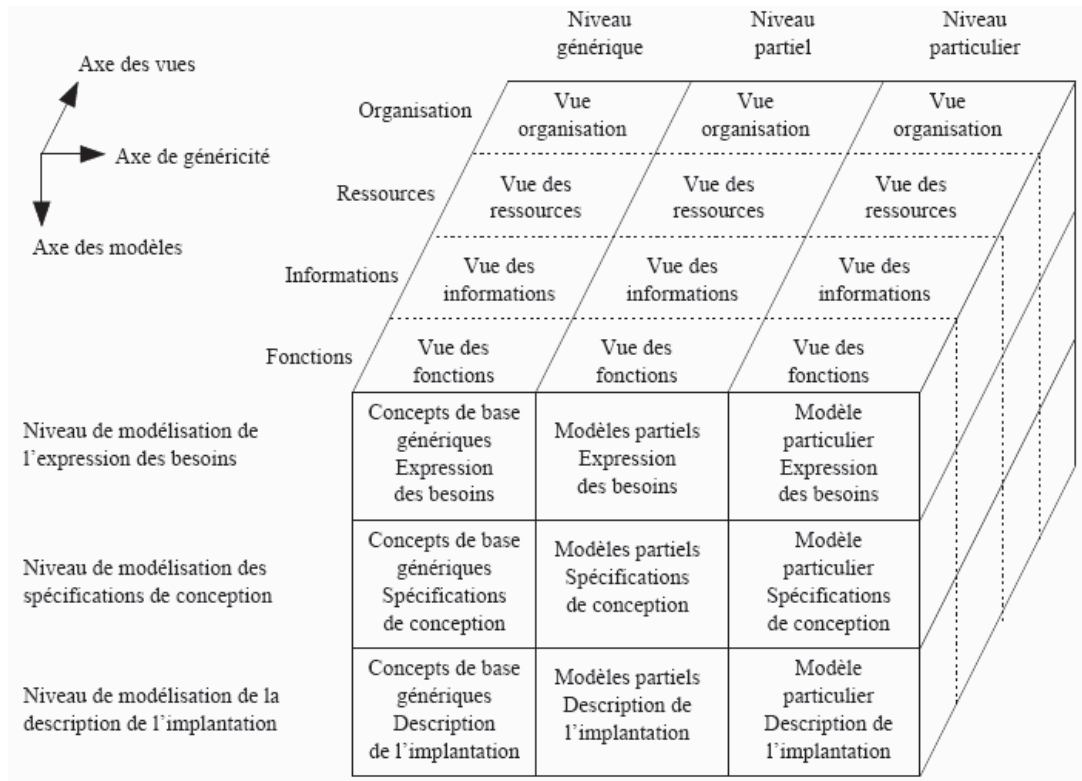 Niveau
générique
Niveau
partiel
Niveau
particulier
Axe des vues
Axe de généricité
Axe des modèles
Organisation
Vue
organisation
Vue
organisation
Vue
organisation
Ressources
Vue des
ressources
Vue des
ressources
Vue des
ressources
Informations
Vue des
informations
Vue des
informations
Vue des
informations
Fonctions
Vue des
fonctions
Vue des
fonctions
Vue des
fonctions
Niveau de modélisation de
l’expression des besoins
Concepts de base
génériques
Expression
des besoins
Modèles partiels
Expression
des besoins
Modèle
particulier
Expression
des besoins
Niveau de modélisation des
spécifications de conception
Concepts de base
génériques
Spécifications
de conception
Modèles partiels
Spécifications
de conception
Modèle
particulier
Spécifications
de conception
Niveau de modélisation de la
description de l’implantation
Concepts de base
génériques
Description
de l’implantation
Modèles partiels
Description de
l’implantation
Modèle
particulier
Description de
l’implantation